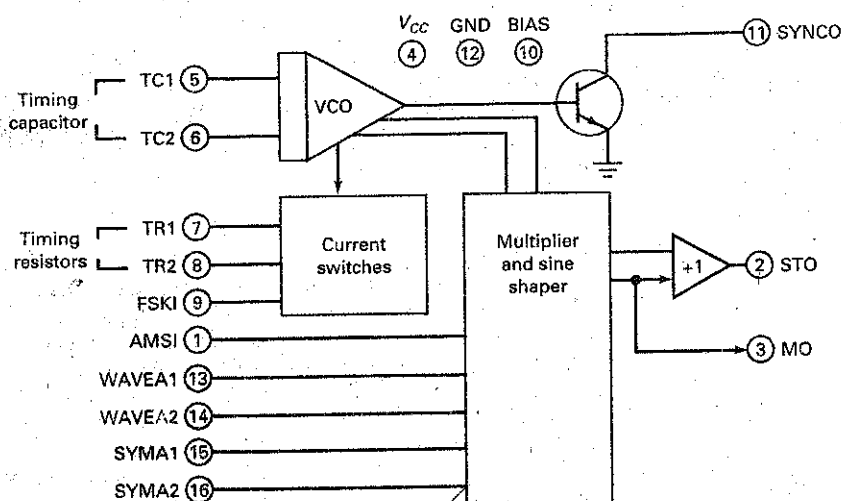 VCC GND BIAS
4 12 10
11 SYNCO
TC1 5
Timing
capacitor
VCO
TC2 6
TR1 7
Timing
resistors
TR2 8
Current
switches
Multiplier
and sine
shaper
+1
2 STO
FSKI 9
AMSI 1
3 MO
WAVEA1 13
WAVEA2 14
SYMA1 15
SYMA2 16